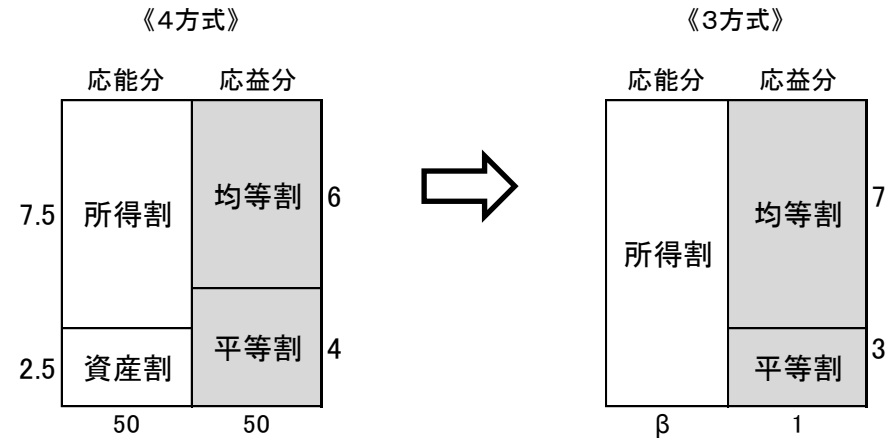 《4方式》
応能分 応益分
7.5 所得割 均等割 6
2.5 資産割 平等割 4
50 50
《3方式》
応能分 応益分
所得割 均等割 7
平等割 3
β 1